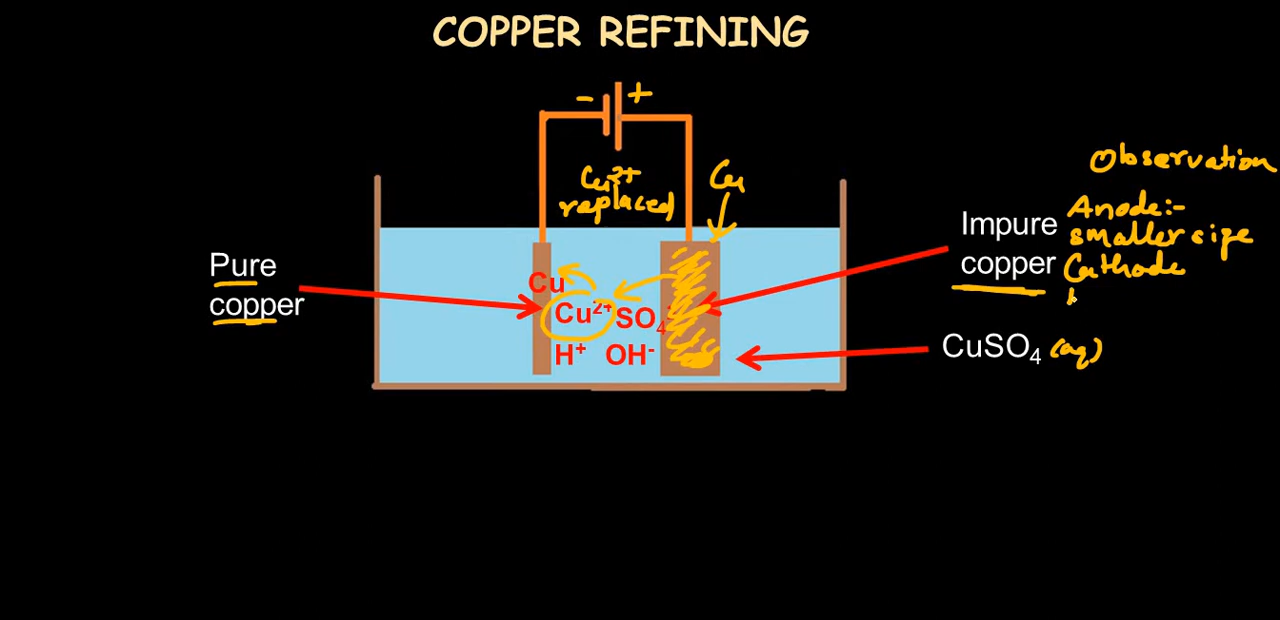 COPPER REFINING
- +
Cu²⁺
replaced
Cu
Observation
Impure
copper
Anode:-
smaller size
Cathode
Pure
copper
Cu
Cu²⁺ SO₄
H⁺ OH⁻
CuSO₄ (aq)